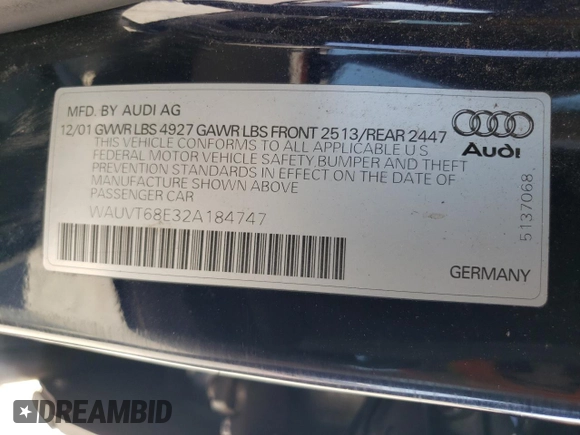 MFD. BY AUDI AG
12/01 GVWR LBS 4927 GAWR LBS FRONT 2513/REAR 2447
THIS VEHICLE CONFORMS TO ALL APPLICABLE U S
FEDERAL MOTOR VEHICLE SAFETY, BUMPER AND THEFT
PREVENTION STANDARDS IN EFFECT ON THE DATE OF
MANUFACTURE SHOWN ABOVE
PASSENGER CAR
WAUVT68E32A184747
Audi
5137068
GERMANY
DREAMBID